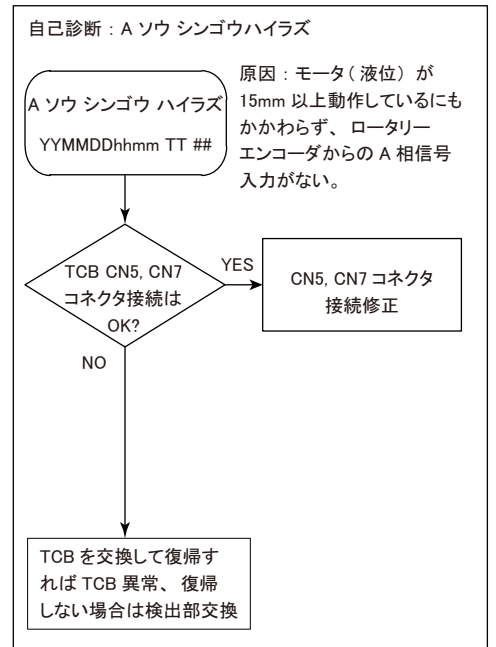 自己診断：A ソウ シンゴウハイラズ
A ソウ シンゴウ ハイラズ
YYMMDDhhmm TT ##
原因：モータ( 液位） が
15mm 以上動作しているにも
かかわらず、 ロータリー
エンコーダからの A 相信号
入力がない。
TCB CN5, CN7
コネクタ接続は
OK?
YES
CN5, CN7 コネクタ
接続修正
NO
TCB を交換して復帰す
れば TCB 異常、 復帰
しない場合は検出部交換